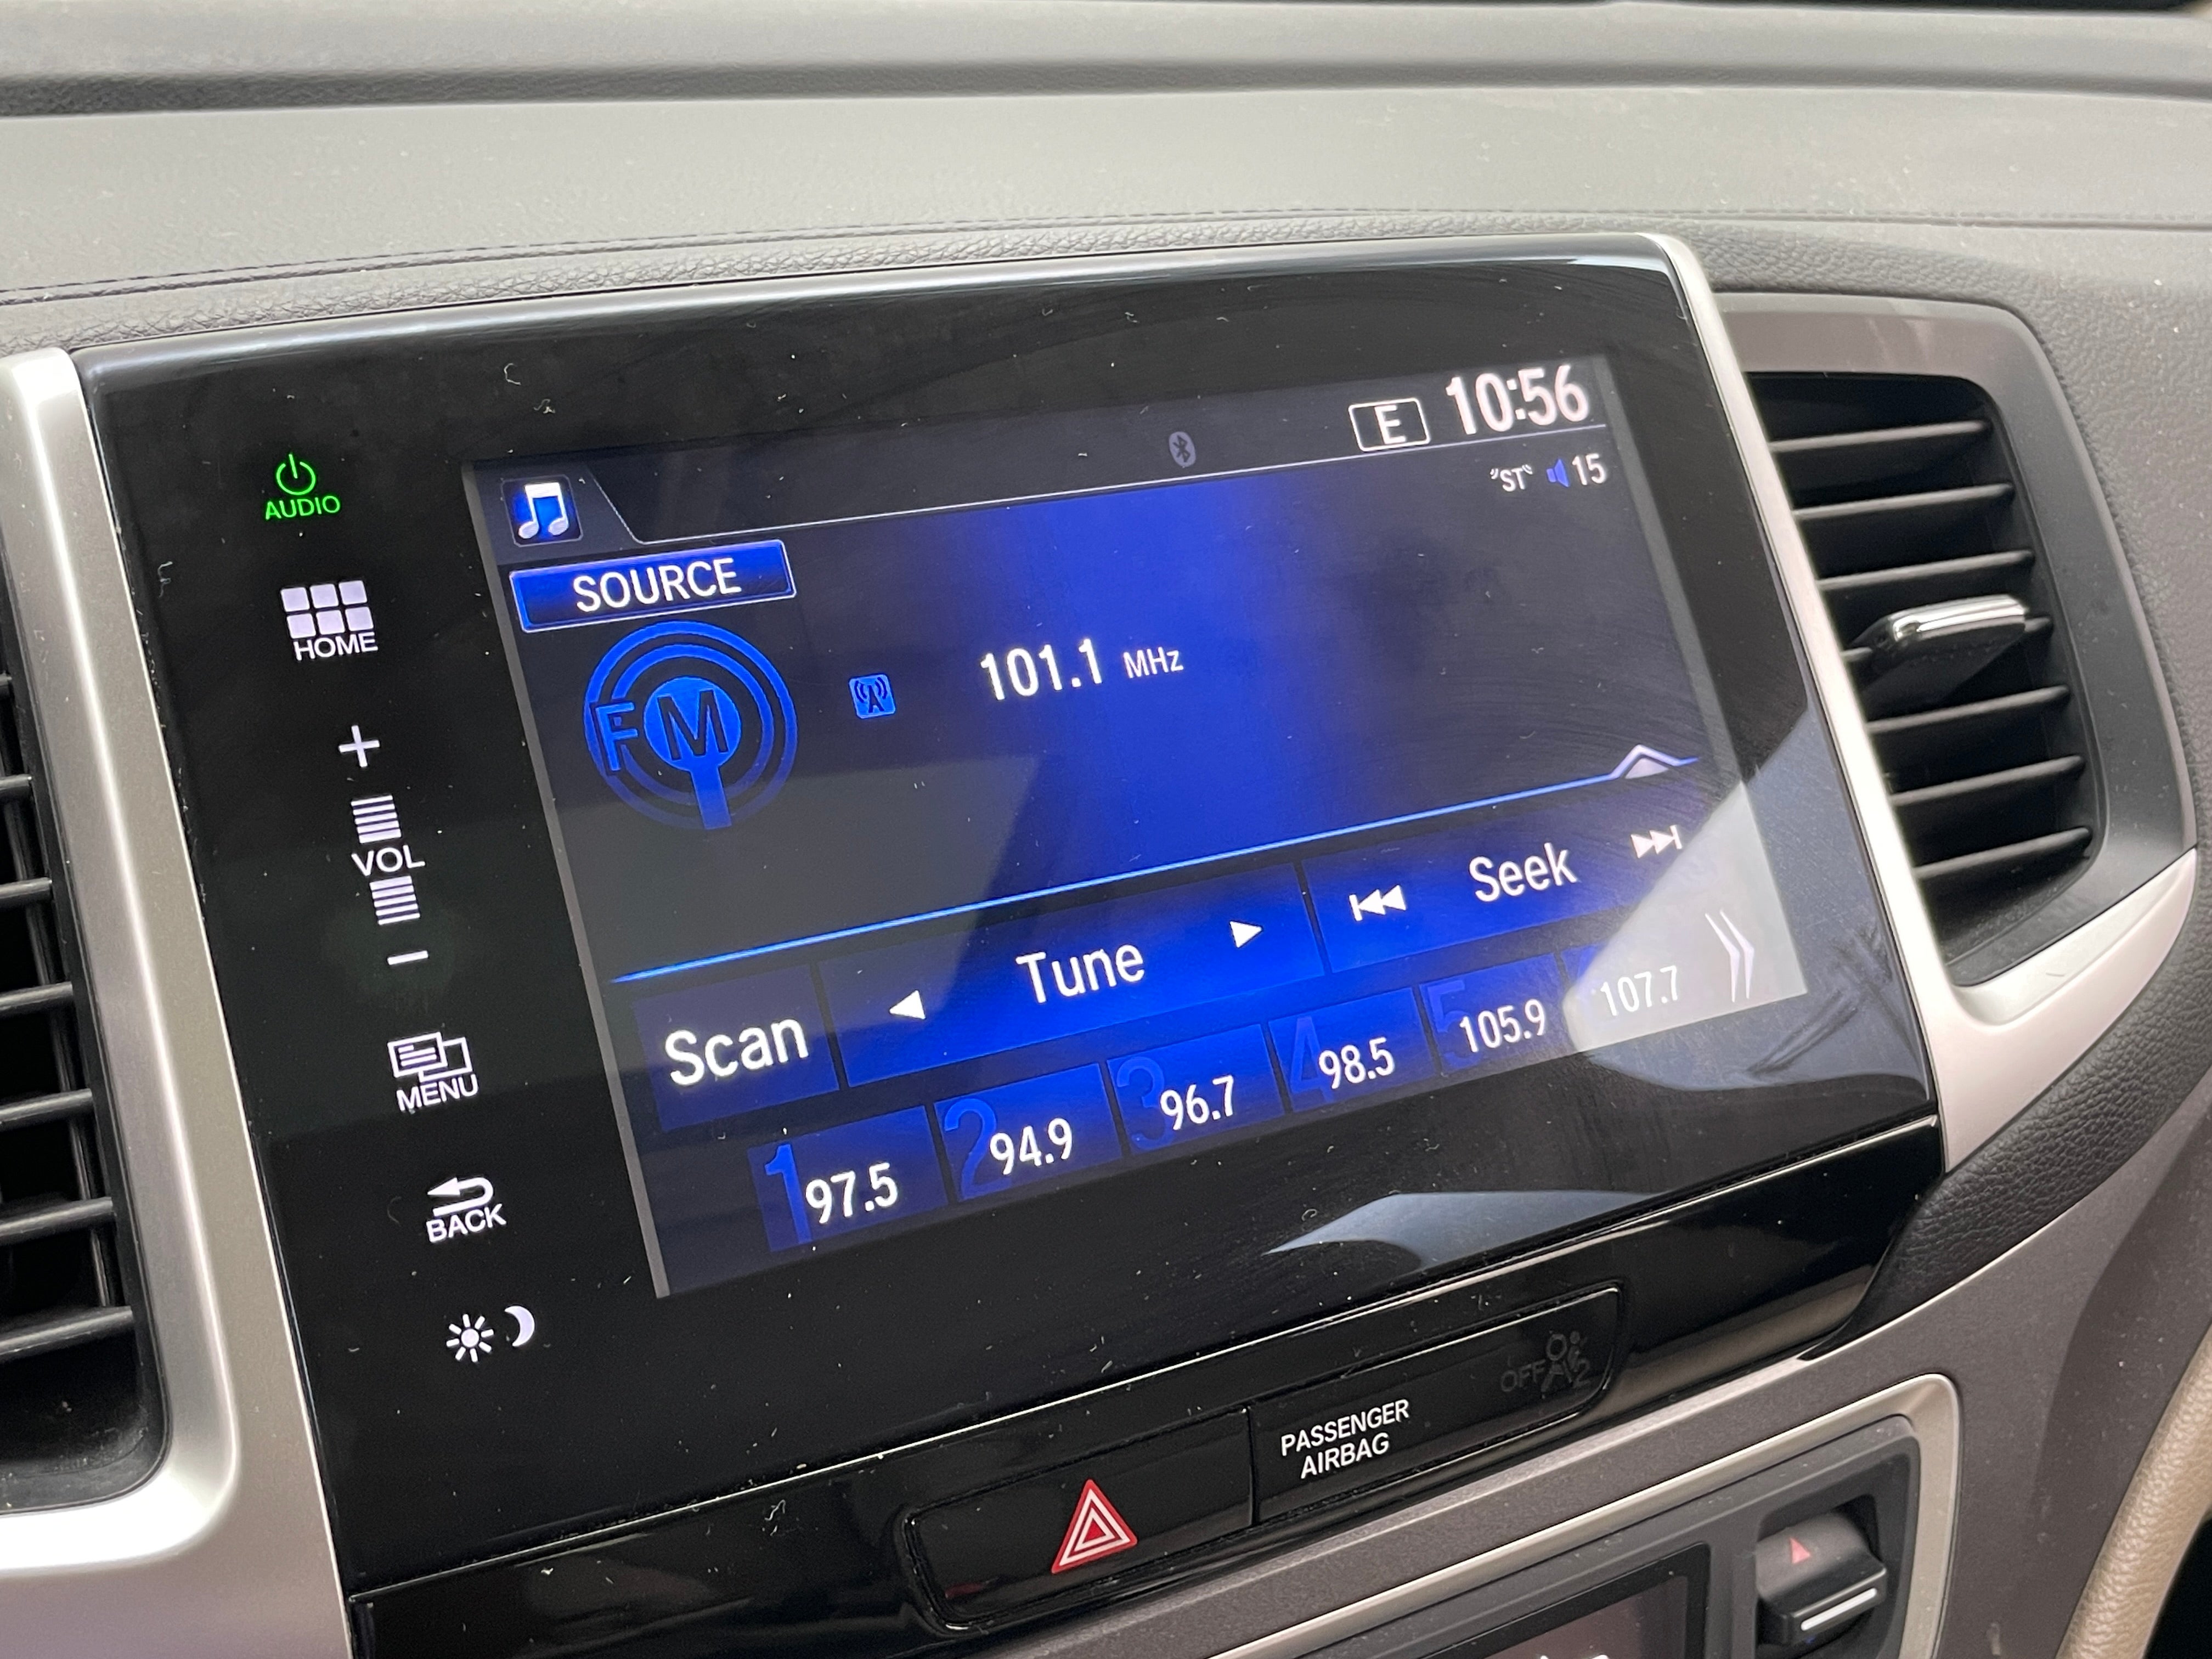 E 10:56
"ST" 15
AUDIO
SOURCE
HOME
FM
101.1 MHz
VOL
Seek
Tune
Scan
MENU
1 97.5
2 94.9
3 96.7
4 98.5
5 105.9
107.7
BACK
OFF 2
PASSENGER
AIRBAG